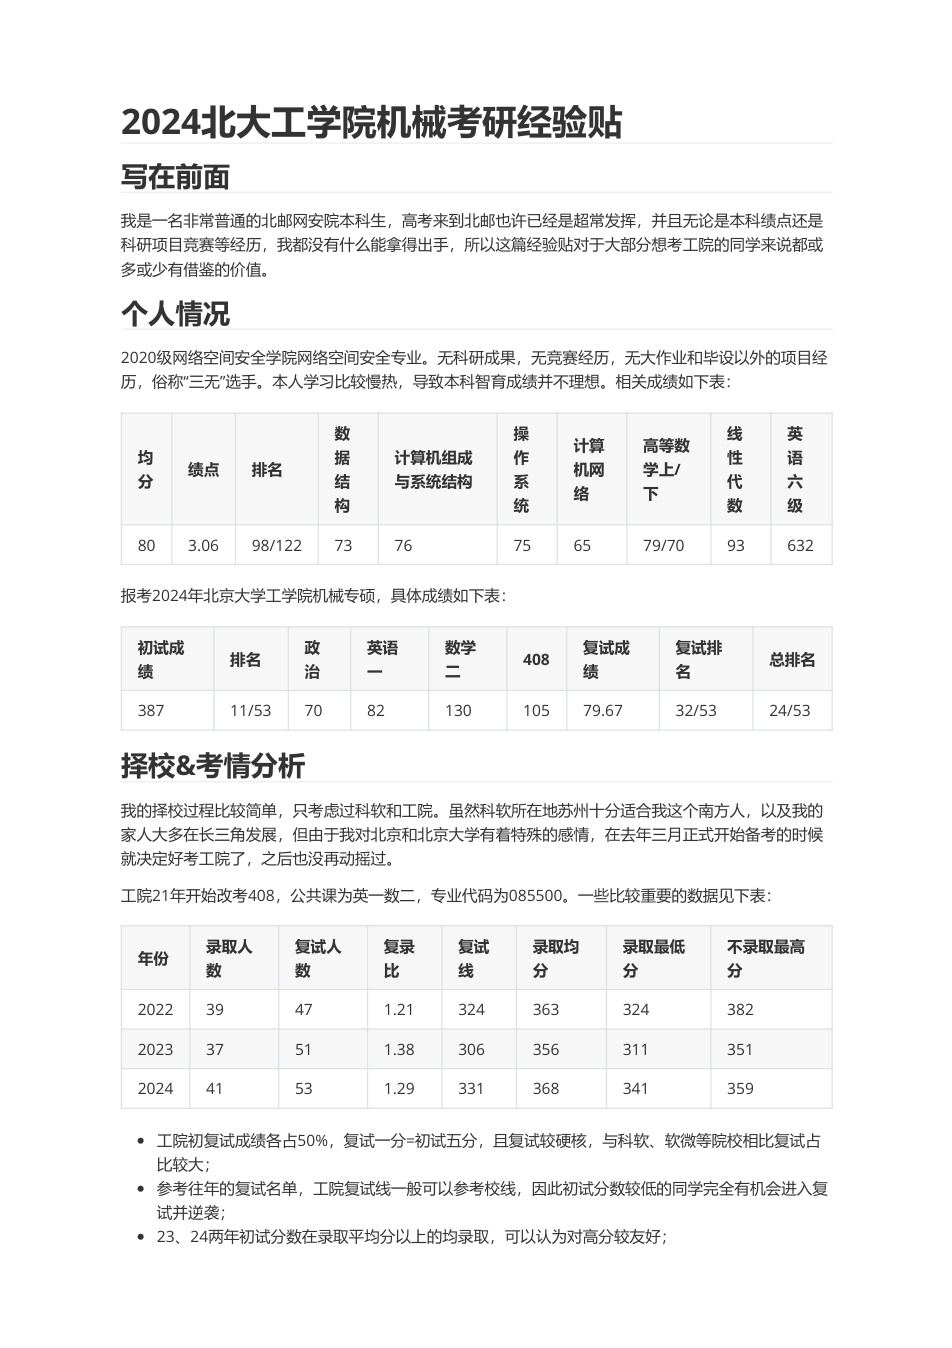 2024北大工学院机械考研经验贴
写在前面
我是一名非常普通的北邮网安院本科生，高考来到北邮也许已经是超常发挥，并且无论是本科绩点还是
科研项目竞赛等经历，我都没有什么能拿得出手，所以这篇经验贴对于大部分想考工院的同学来说都或
多或少有借鉴的价值。
个人情况
2020级网络空间安全学院网络空间安全专业。无科研成果，无竞赛经历，无大作业和毕设以外的项目经
历，俗称“三无”选手。本人学习比较慢热，导致本科智育成绩并不理想。相关成绩如下表：
均分 绩点 排名 数据结构 计算机组成与系统结构 操作系统 计算机网络 高等数学上/下 线性代数 英语六级
80 3.06 98/122 73 76 75 65 79/70 93 632
报考2024年北京大学工学院机械专硕，具体成绩如下表：
初试成绩 排名 政治 英语一 数学二 408 复试成绩 复试排名 总排名
387 11/53 70 82 130 105 79.67 32/53 24/53
择校&考情分析
我的择校过程比较简单，只考虑过科软和工院。虽然科软所在地苏州十分适合我这个南方人，以及我的
家人大多在长三角发展，但由于我对北京和北京大学有着特殊的感情，在去年三月正式开始备考的时候
就决定好考工院了，之后也没再动摇过。
工院21年开始改考408，公共课为英一数二，专业代码为085500。一些比较重要的数据见下表：
年份 录取人数 复试人数 复录比 复试线 录取均分 录取最低分 不录取最高分
2022 39 47 1.21 324 363 324 382
2023 37 51 1.38 306 356 311 351
2024 41 53 1.29 331 368 341 359
• 工院初复试成绩各占50%，复试一分=初试五分，且复试较硬核，与科软、软微等院校相比复试占
比较大；
• 参考往年的复试名单，工院复试线一般可以参考校线，因此初试分数较低的同学完全有机会进入复
试并逆袭；
• 23、24两年初试分数在录取平均分以上的均录取，可以认为对高分较友好；